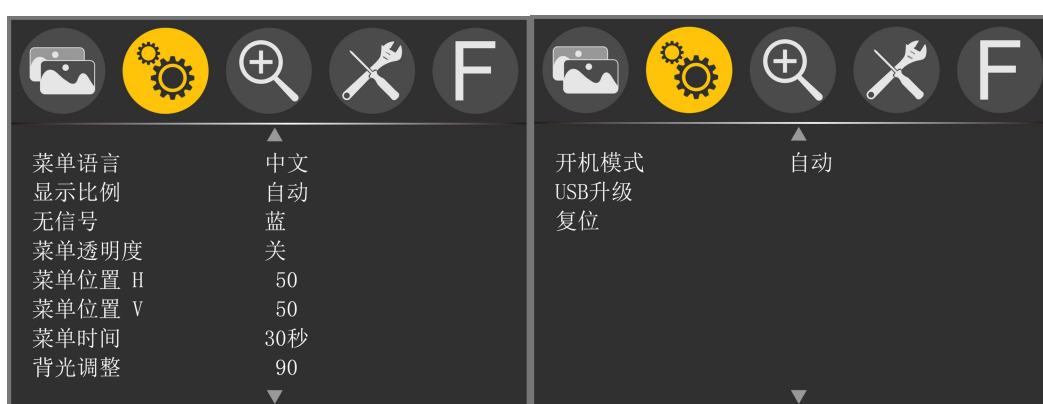 F
菜单语言 中文
显示比例 自动
无信号 蓝
菜单透明度 关
菜单位置 H 50
菜单位置 V 50
菜单时间 30秒
背光调整 90
F
开机模式 自动
USB升级
复位